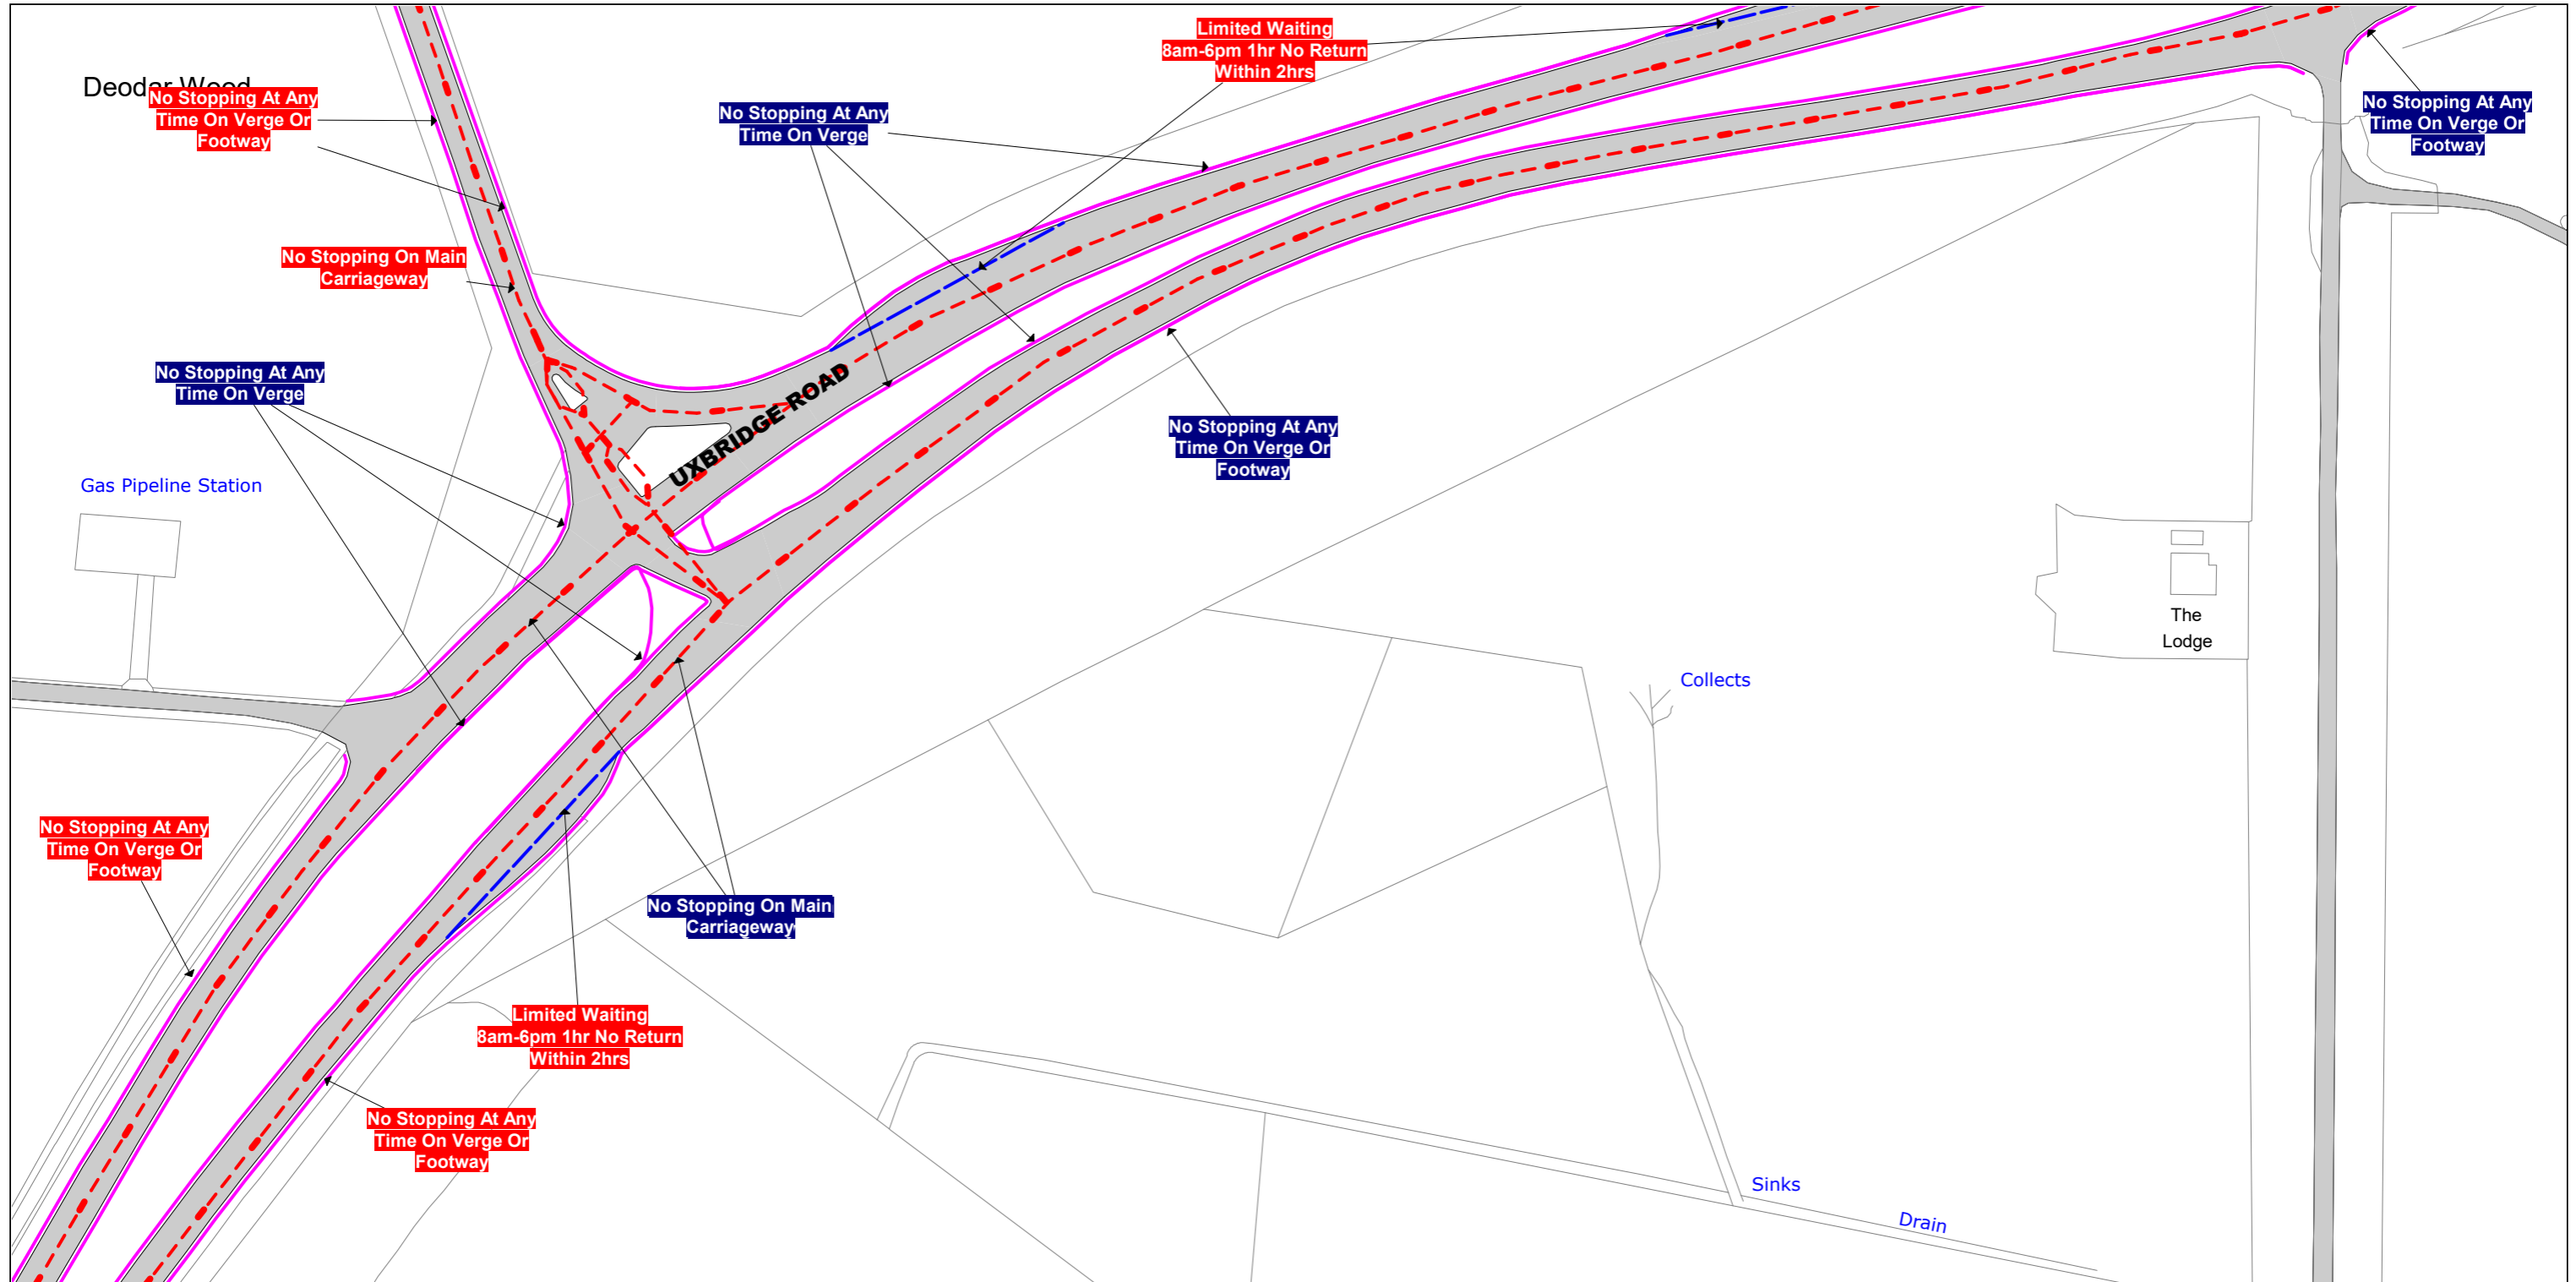 Limited Waiting
8am-6pm 1hr No Return
Within 2hrs
Deodar Wood
No Stopping At Any
Time On Verge Or
Footway
No Stopping At Any
Time On Verge
No Stopping At Any
Time On Verge Or
Footway
No Stopping On Main
Carriageway
No Stopping At Any
Time On Verge
UXBRIDGE ROAD
No Stopping At Any
Time On Verge Or
Footway
Gas Pipeline Station
The
Lodge
Collects
No Stopping At Any
Time On Verge Or
Footway
No Stopping On Main
Carriageway
Limited Waiting
8am-6pm 1hr No Return
Within 2hrs
No Stopping At Any
Time On Verge Or
Footway
Sinks
Drain